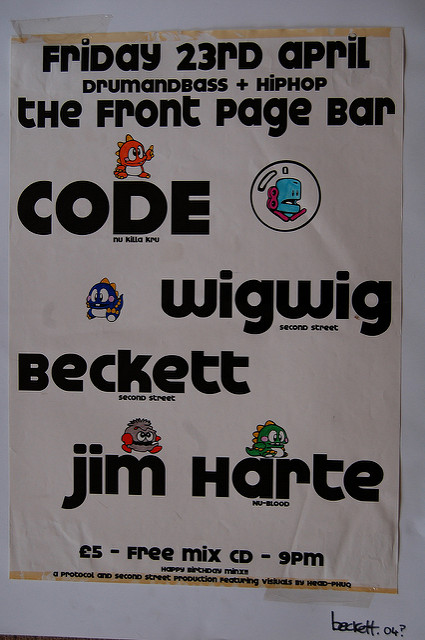 Friday 23rd April
Drumandbass + HipHop
the Front Page Bar
CODE
nu killa kru
wigwig
second street
Beckett
second street
jim Harte
nu-blood
£5 - Free mix CD - 9pm
Happy Birthday minxe
a Protocol and second street production Featuring visuals By Head-Phuq
beckett. 04?